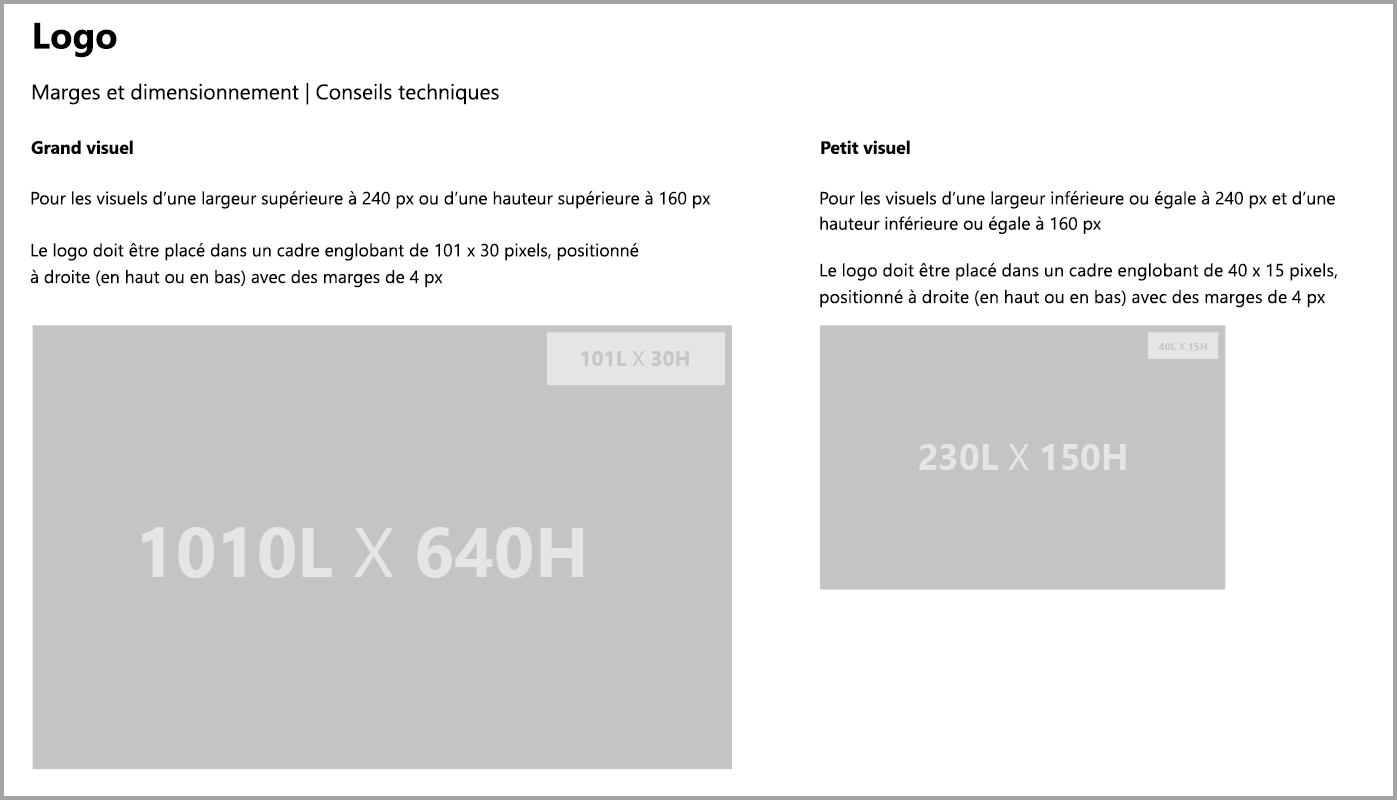 Logo
Marges et dimensionnement | Conseils techniques
Grand visuel
Pour les visuels d’une largeur supérieure à 240 px ou d’une hauteur supérieure à 160 px
Le logo doit être placé dans un cadre englobant de 101 x 30 pixels, positionné
à droite (en haut ou en bas) avec des marges de 4 px
101L X 30H
1010L X 640H
Petit visuel
Pour les visuels d’une largeur inférieure ou égale à 240 px et d’une
hauteur inférieure ou égale à 160 px
Le logo doit être placé dans un cadre englobant de 40 x 15 pixels,
positionné à droite (en haut ou en bas) avec des marges de 4 px
40L X 15H
230L X 150H